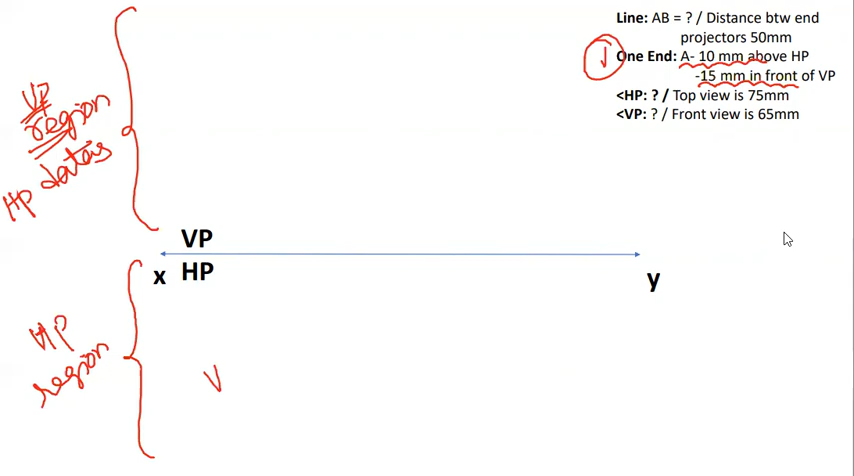 Line: AB = ? / Distance btw end
projectors 50mm
One End: A- 10 mm above HP
-15 mm in front of VP
<HP: ? / Top view is 75mm
<VP: ? / Front view is 65mm
VP
region
HP datas
VP
HP
x
y
HP
region
V